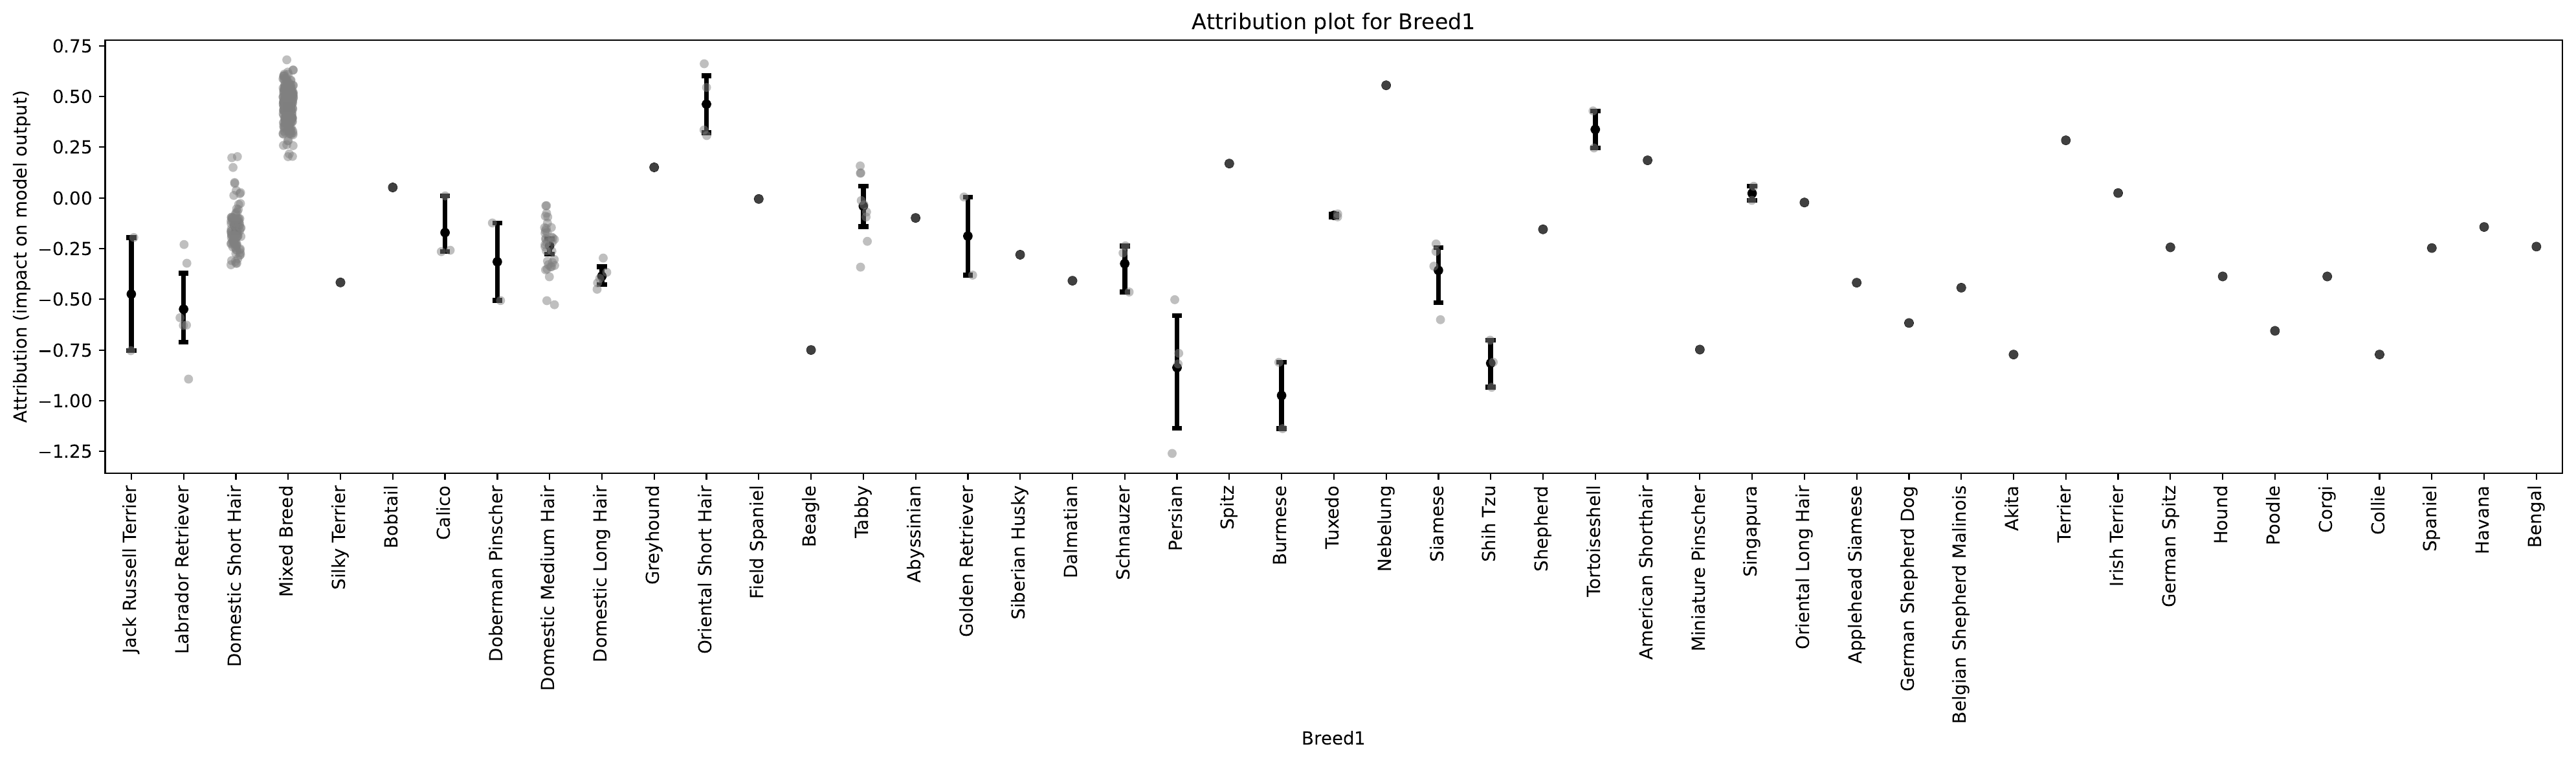 Attribution plot for Breed1
Attribution (impact on model output)
0.75
0.50
0.25
0.00
−0.25
−0.50
−0.75
−1.00
−1.25
Jack Russell Terrier
Labrador Retriever
Domestic Short Hair
Mixed Breed
Silky Terrier
Bobtail
Calico
Doberman Pinscher
Domestic Medium Hair
Domestic Long Hair
Greyhound
Oriental Short Hair
Field Spaniel
Beagle
Tabby
Abyssinian
Golden Retriever
Siberian Husky
Dalmatian
Schnauzer
Persian
Spitz
Burmese
Tuxedo
Nebelung
Siamese
Shih Tzu
Shepherd
Tortoiseshell
American Shorthair
Miniature Pinscher
Singapura
Oriental Long Hair
Applehead Siamese
German Shepherd Dog
Belgian Shepherd Malinois
Akita
Terrier
Irish Terrier
German Spitz
Hound
Poodle
Corgi
Collie
Spaniel
Havana
Bengal
Breed1